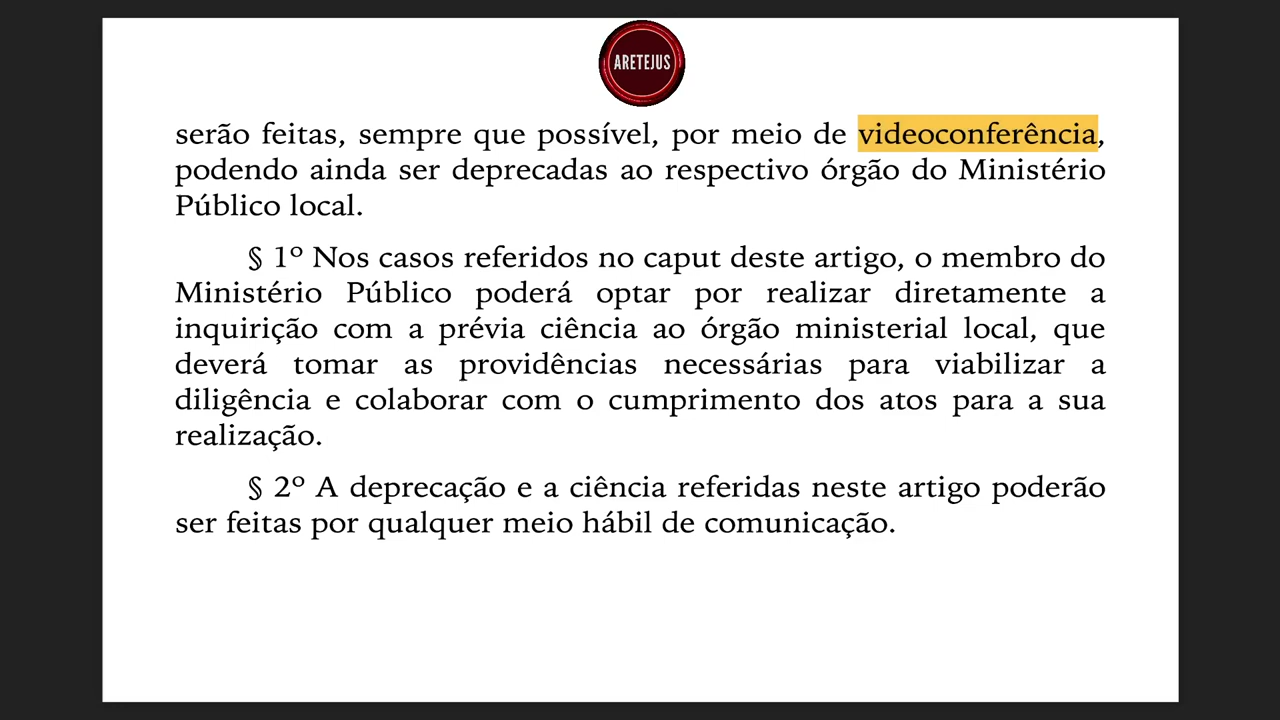 ARETEJUS
serão feitas, sempre que possível, por meio de videoconferência,
podendo ainda ser deprecadas ao respectivo órgão do Ministério
Público local.
§ 1º Nos casos referidos no caput deste artigo, o membro do
Ministério Público poderá optar por realizar diretamente a
inquirição com a prévia ciência ao órgão ministerial local, que
deverá tomar as providências necessárias para viabilizar a
diligência e colaborar com o cumprimento dos atos para a sua
realização.
§ 2º A deprecação e a ciência referidas neste artigo poderão
ser feitas por qualquer meio hábil de comunicação.